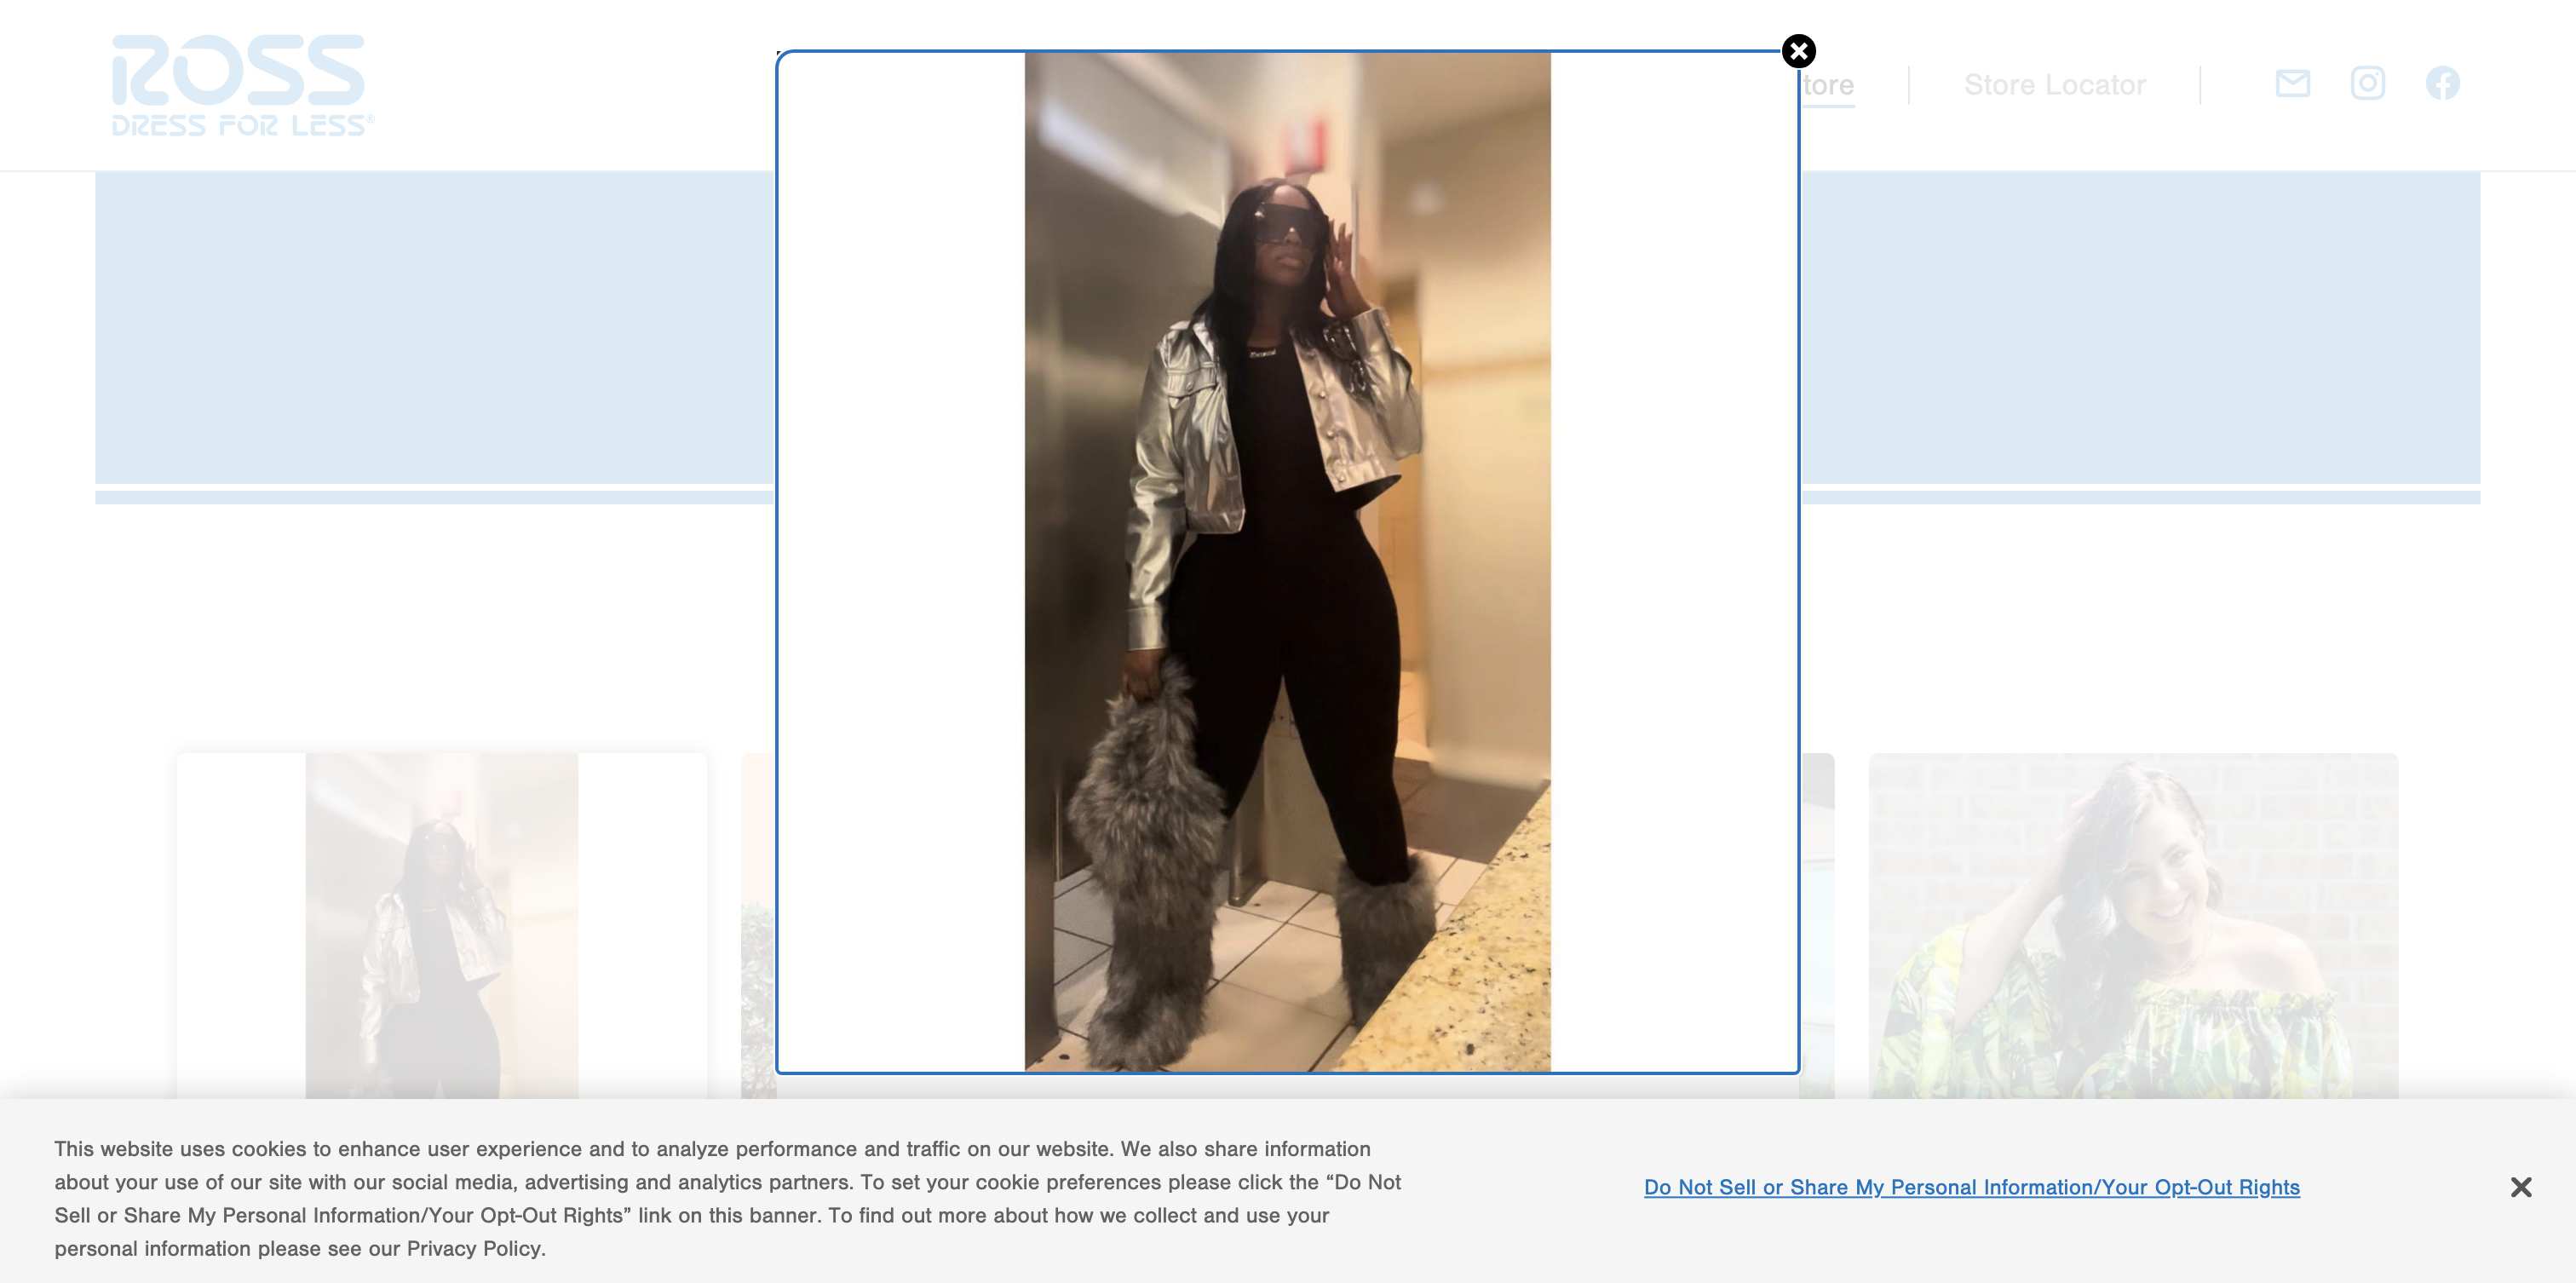 ROSS
DRESS FOR LESS®
tore
Store Locator
This website uses cookies to enhance user experience and to analyze performance and traffic on our website. We also share information
about your use of our site with our social media, advertising and analytics partners. To set your cookie preferences please click the “Do Not
Sell or Share My Personal Information/Your Opt-Out Rights” link on this banner. To find out more about how we collect and use your
personal information please see our Privacy Policy.
Do Not Sell or Share My Personal Information/Your Opt-Out Rights